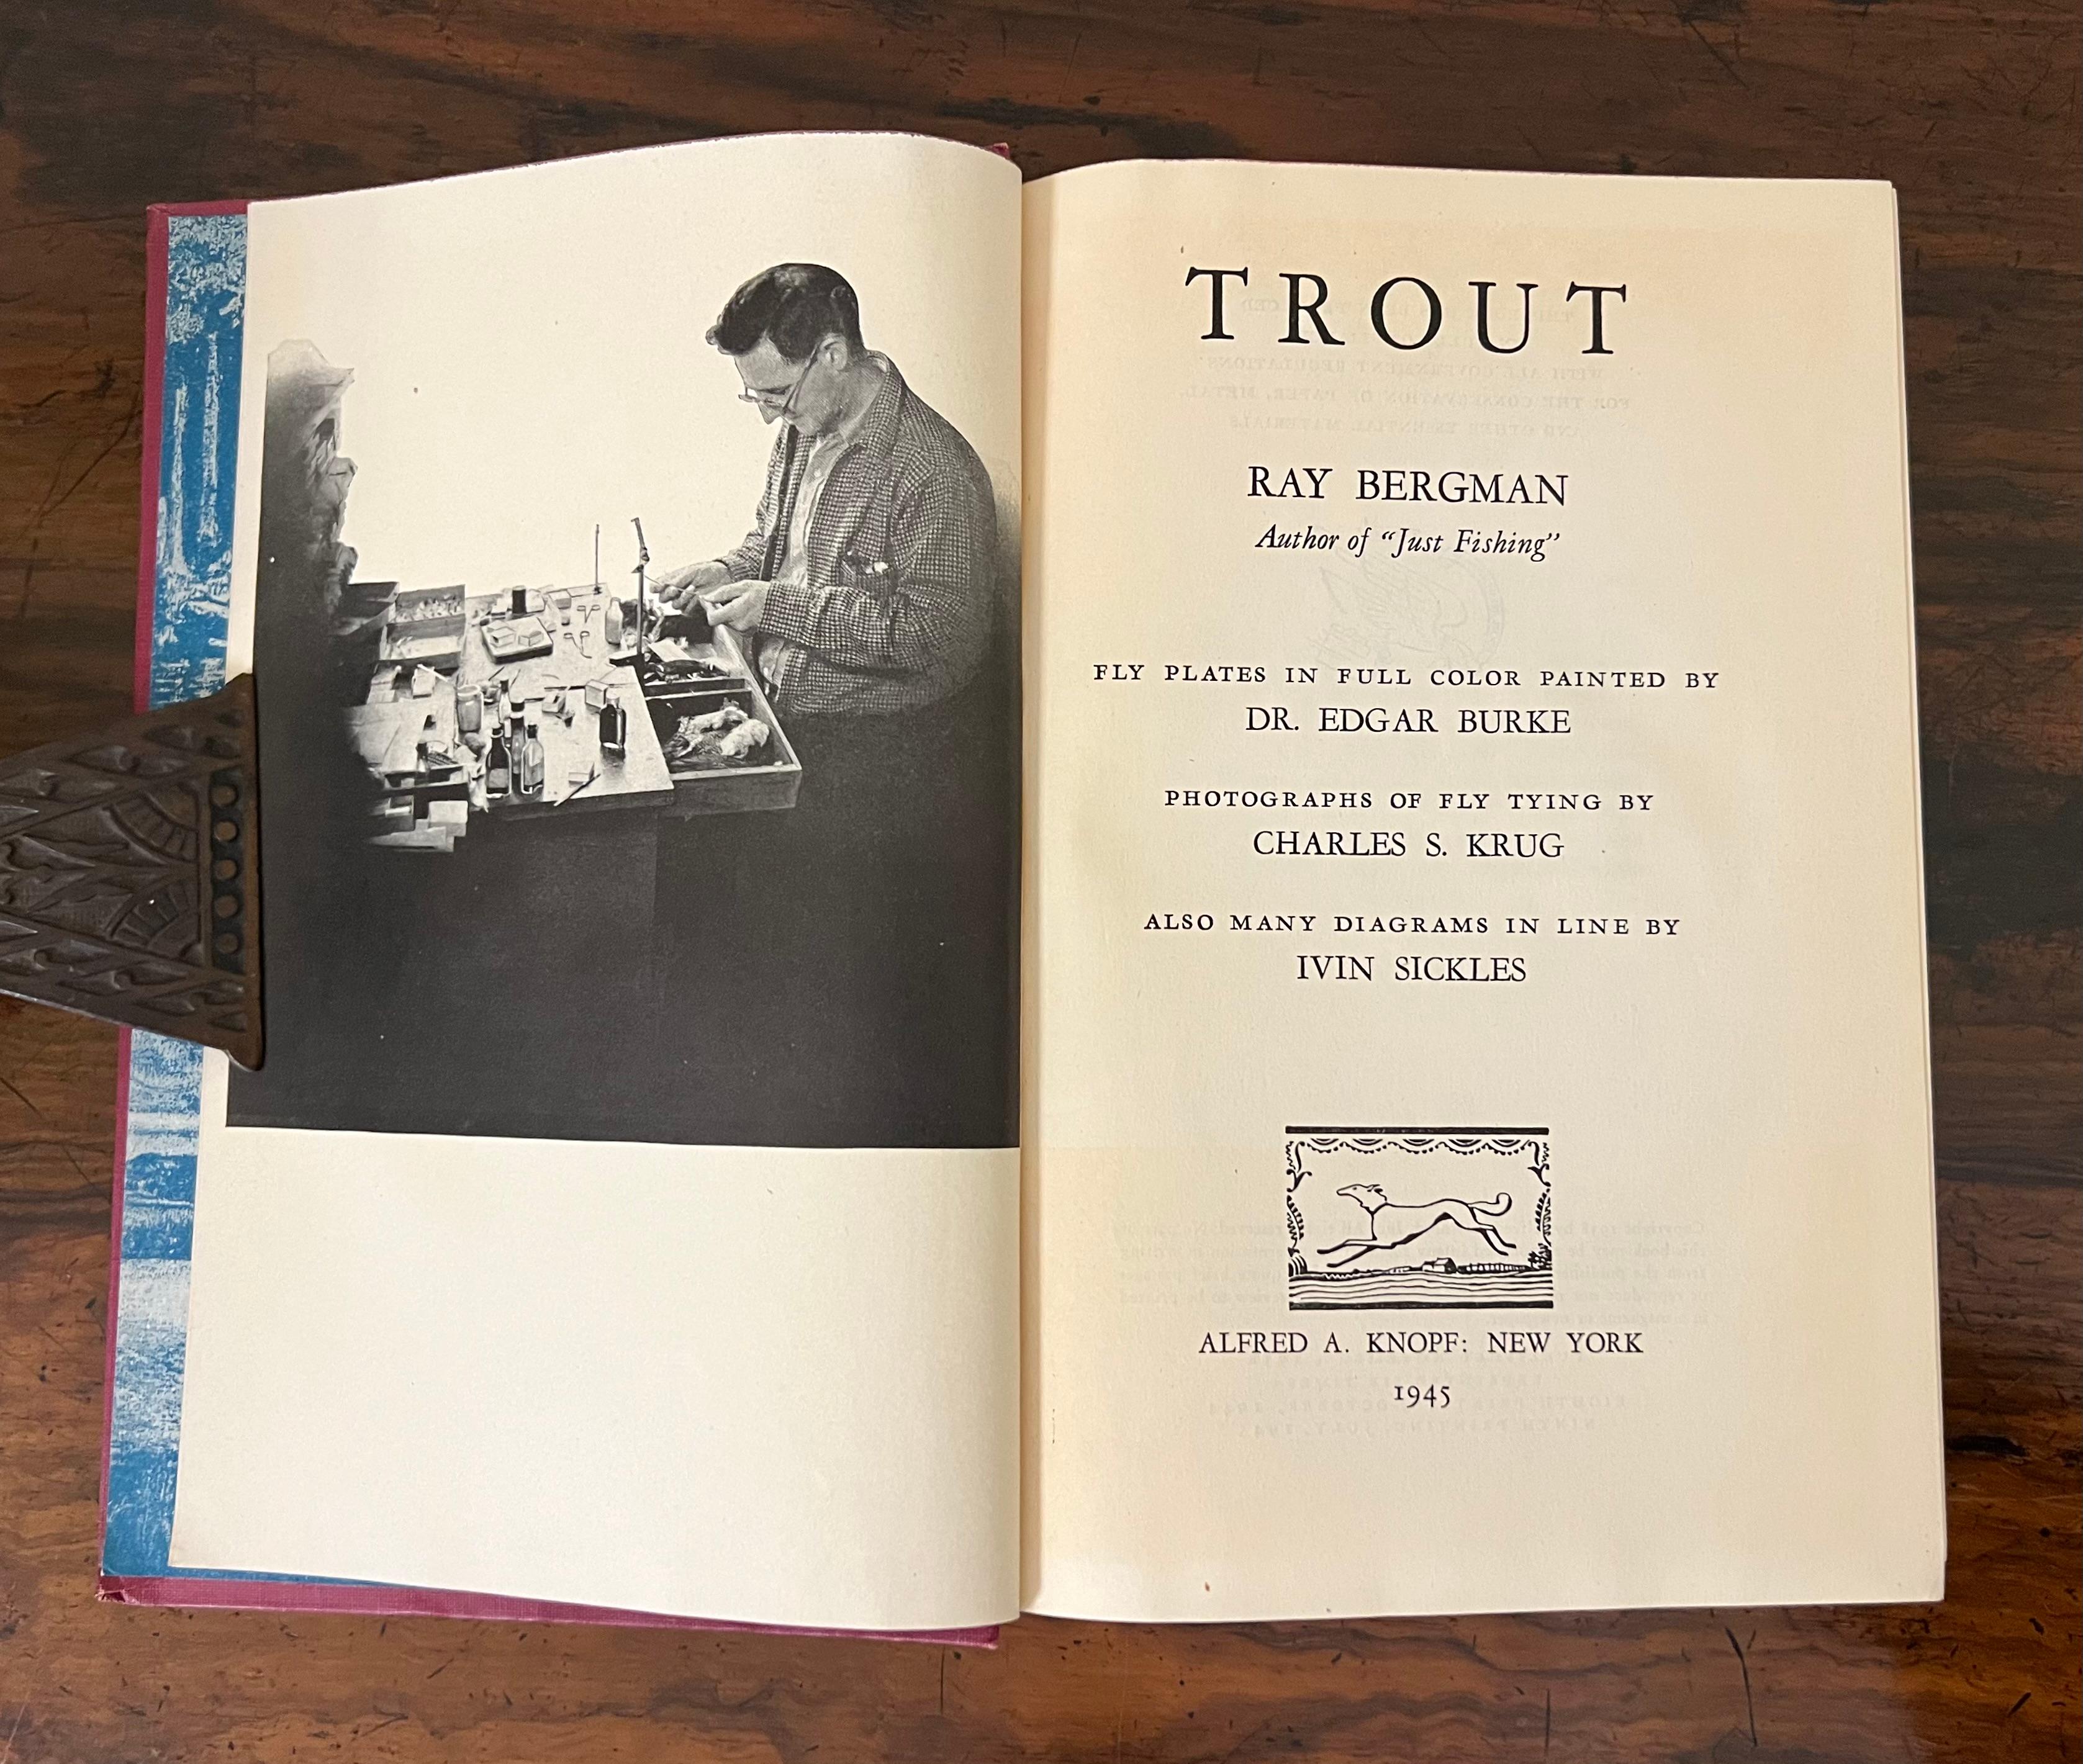 TROUT
RAY BERGMAN
Author of “Just Fishing”
FLY PLATES IN FULL COLOR PAINTED BY
DR. EDGAR BURKE
PHOTOGRAPHS OF FLY TYING BY
CHARLES S. KRUG
ALSO MANY DIAGRAMS IN LINE BY
IVIN SICKLES
ALFRED A. KNOPF: NEW YORK
1945